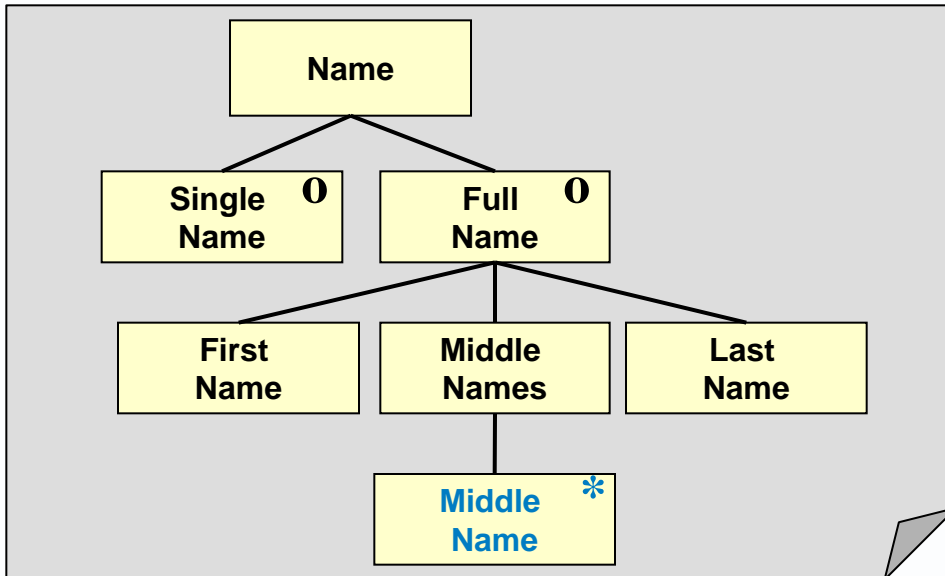 Name
Single o
Name
Full o
Name
First
Name
Middle
Names
Last
Name
Middle *
Name